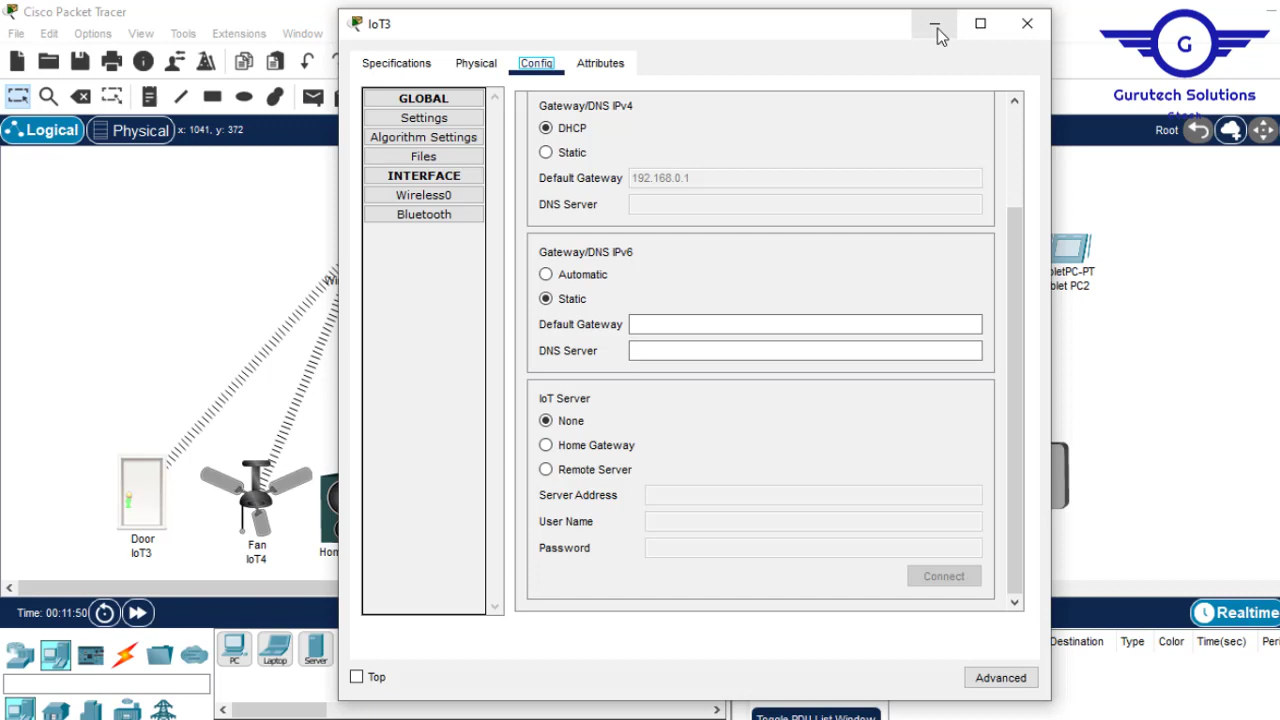 Cisco Packet Tracer
File Edit Options View Tools Extensions Window
Logical Physical x: 1041, y: 372
Root
G
Gurutech Solutions
IoT3
Specifications Physical Config Attributes
GLOBAL
Settings
Algorithm Settings
Files
INTERFACE
Wireless0
Bluetooth
Gateway/DNS IPv4
DHCP
Static
Default Gateway 192.168.0.1
DNS Server
Gateway/DNS IPv6
Automatic
Static
Default Gateway
DNS Server
IoT Server
None
Home Gateway
Remote Server
Server Address
User Name
Password
Connect
Top
Advanced
Wi
Door
IoT3
Fan
IoT4
Hom
bletPC-PT
blet PC2
Time: 00:11:50
Realtime
PC Laptop Server
Destination Type Color Time(sec) Peri
Toggle PDU List Window